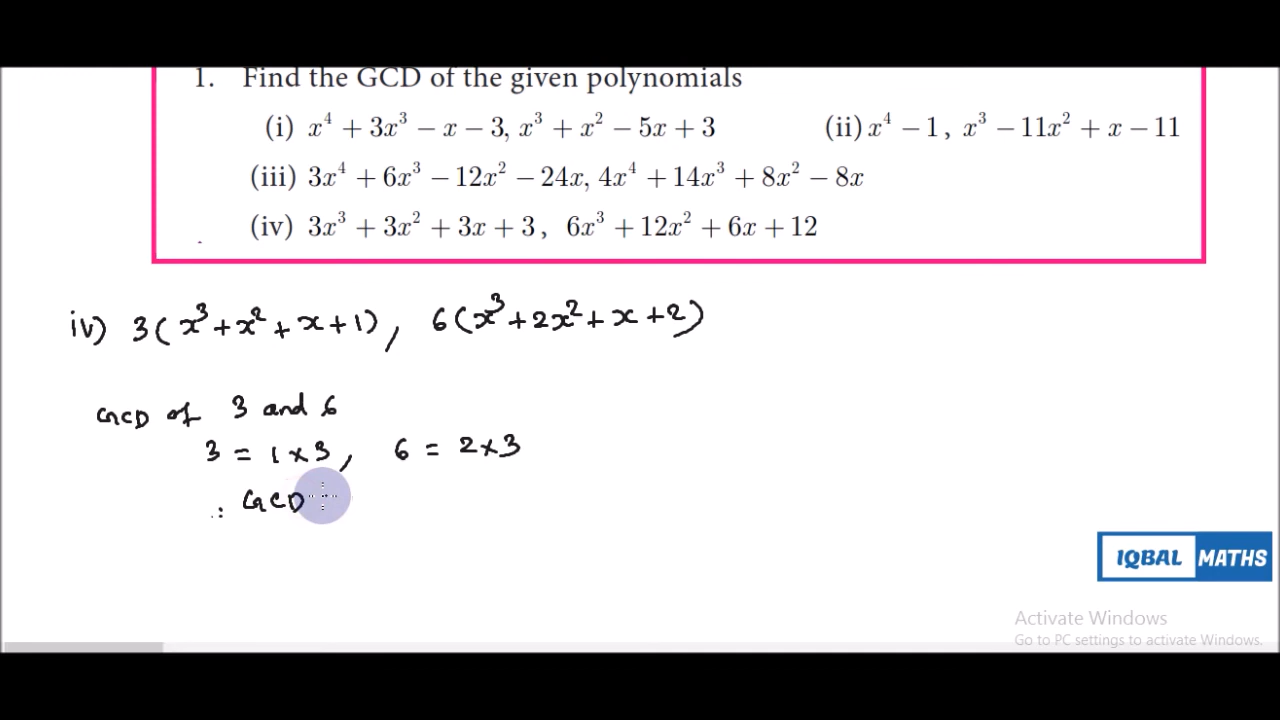 1. Find the GCD of the given polynomials
(i) x⁴ + 3x³ − x − 3, x³ + x² − 5x + 3 (ii) x⁴ − 1, x³ − 11x² + x − 11
(iii) 3x⁴ + 6x³ − 12x² − 24x, 4x⁴ + 14x³ + 8x² − 8x
(iv) 3x³ + 3x² + 3x + 3, 6x³ + 12x² + 6x + 12
iv) 3(x³+x²+x+1), 6(x³+2x²+x+2)
GCD of 3 and 6
3 = 1×3, 6 = 2×3
∴ GCD
IQBAL MATHS
Activate Windows
Go to PC settings to activate Windows.